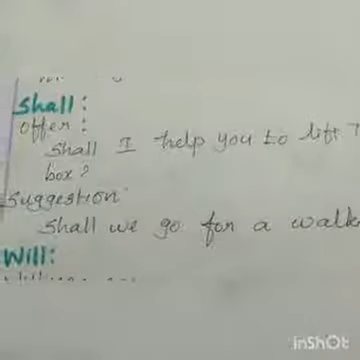 Shall:
offer:
Shall I help you to lift
box?
Suggestion
Shall we go for a walk
Will:
inShOt